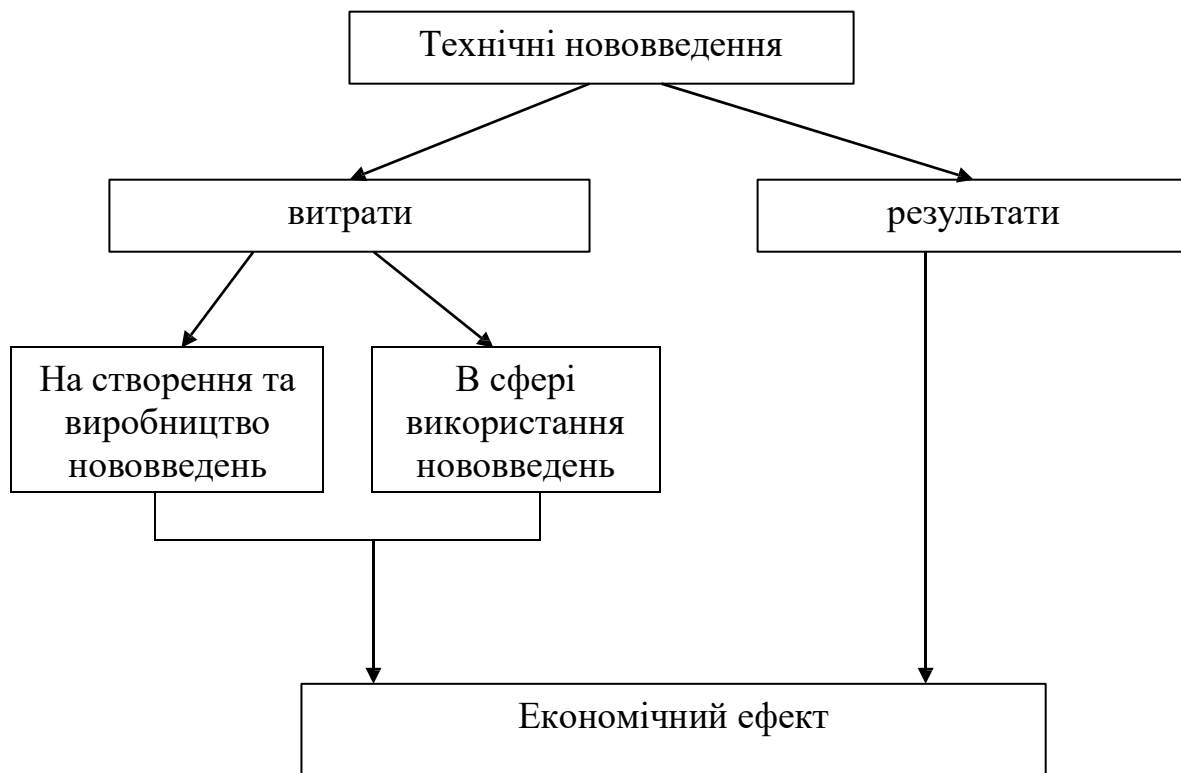 Технічні нововведення
витрати
результати
На створення та
виробництво
нововведень
В сфері
використання
нововведень
Економічний ефект